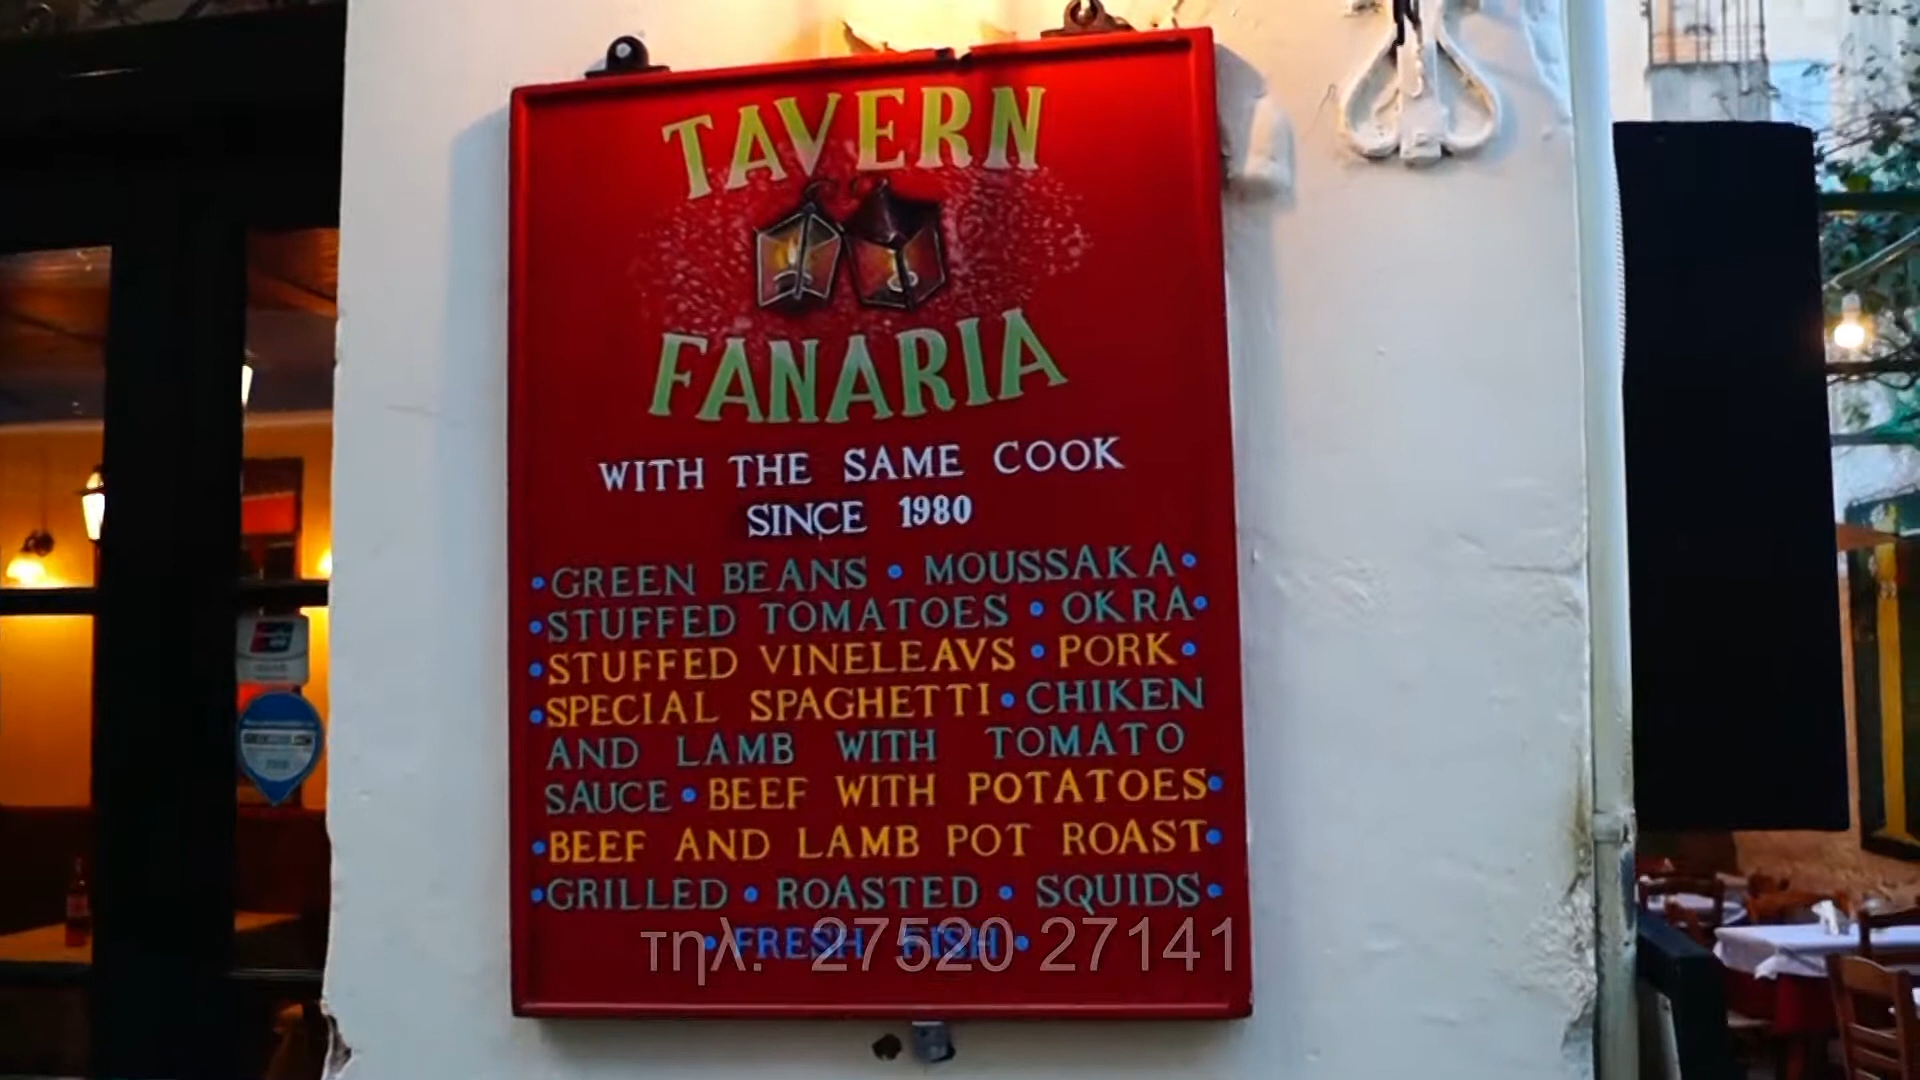 TAVERN
FANARIA
WITH THE SAME COOK
SINCE 1980
•GREEN BEANS • MOUSSAKA•
•STUFFED TOMATOES • OKRA•
•STUFFED VINELEAVS • PORK•
•SPECIAL SPAGHETTI • CHIKEN
AND LAMB WITH TOMATO
SAUCE • BEEF WITH POTATOES•
•BEEF AND LAMB POT ROAST•
•GRILLED • ROASTED • SQUIDS•
•FRESH FISH•
τηλ. 27520 27141